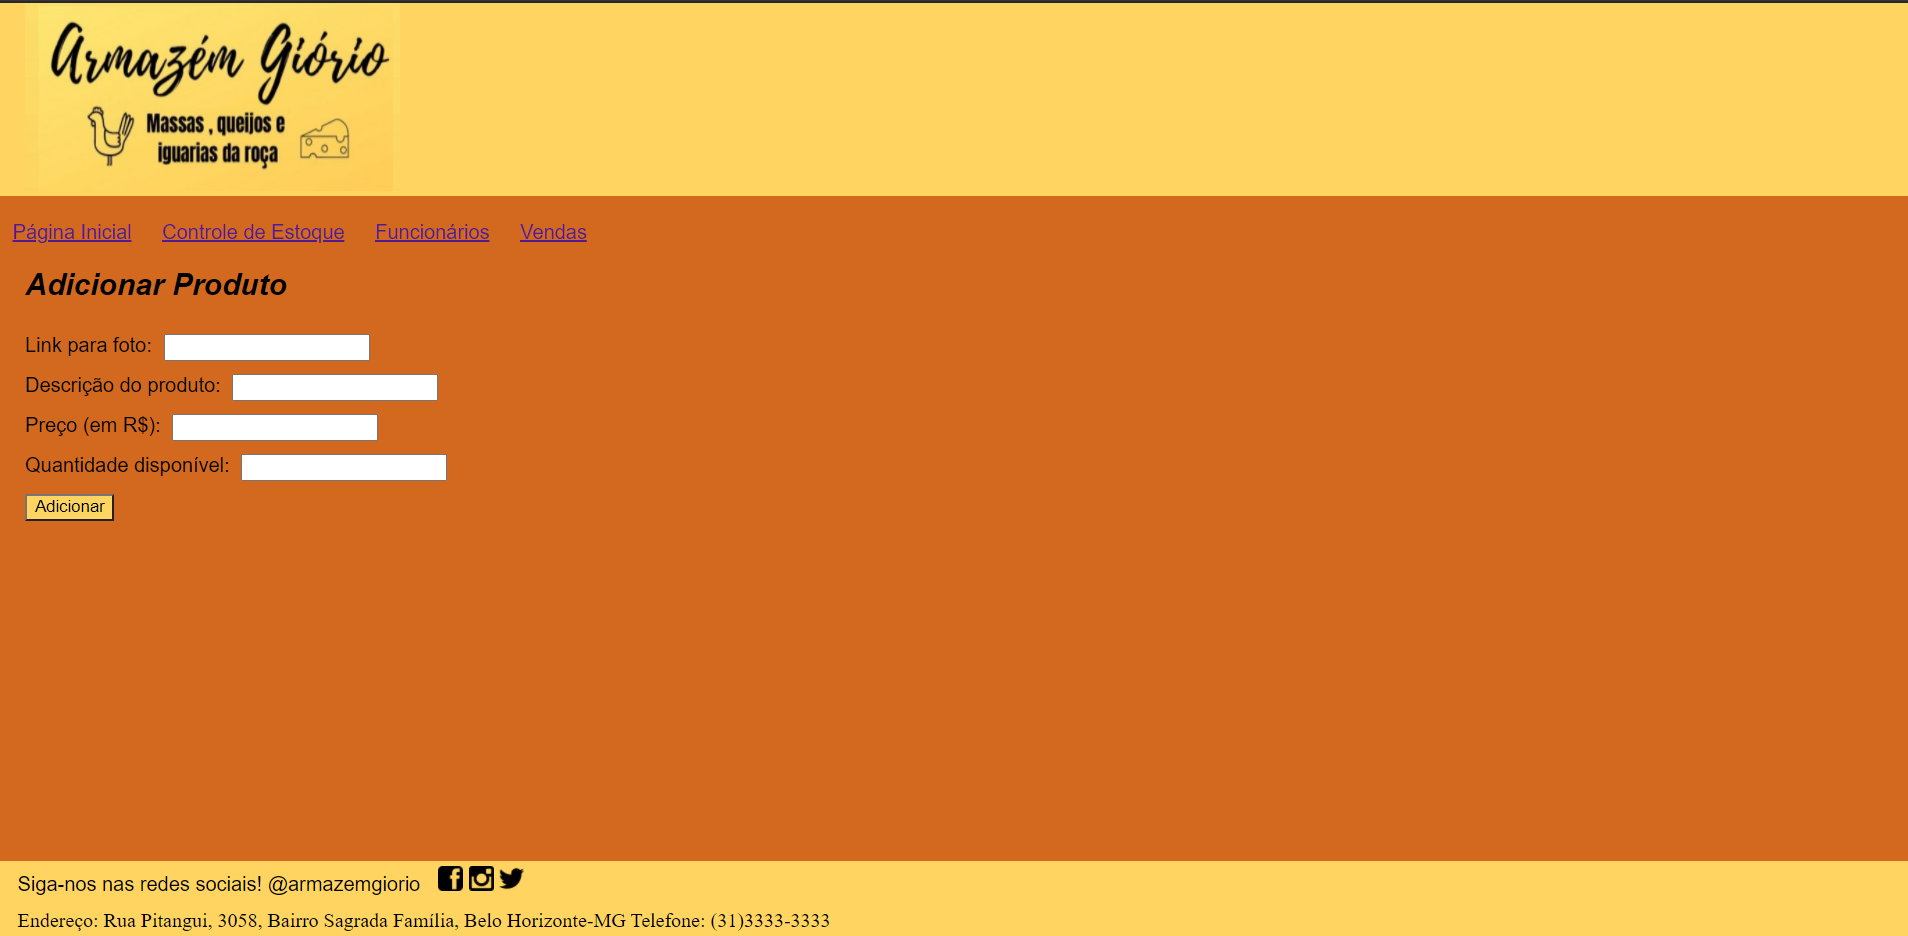 Armazém Giório
Massas , queijos e
iguarias da roça
Página Inicial Controle de Estoque Funcionários Vendas
Adicionar Produto
Link para foto:
Descrição do produto:
Preço (em R$):
Quantidade disponível:
Adicionar
Siga-nos nas redes sociais! @armazemgiorio
Endereço: Rua Pitangui, 3058, Bairro Sagrada Família, Belo Horizonte-MG Telefone: (31)3333-3333